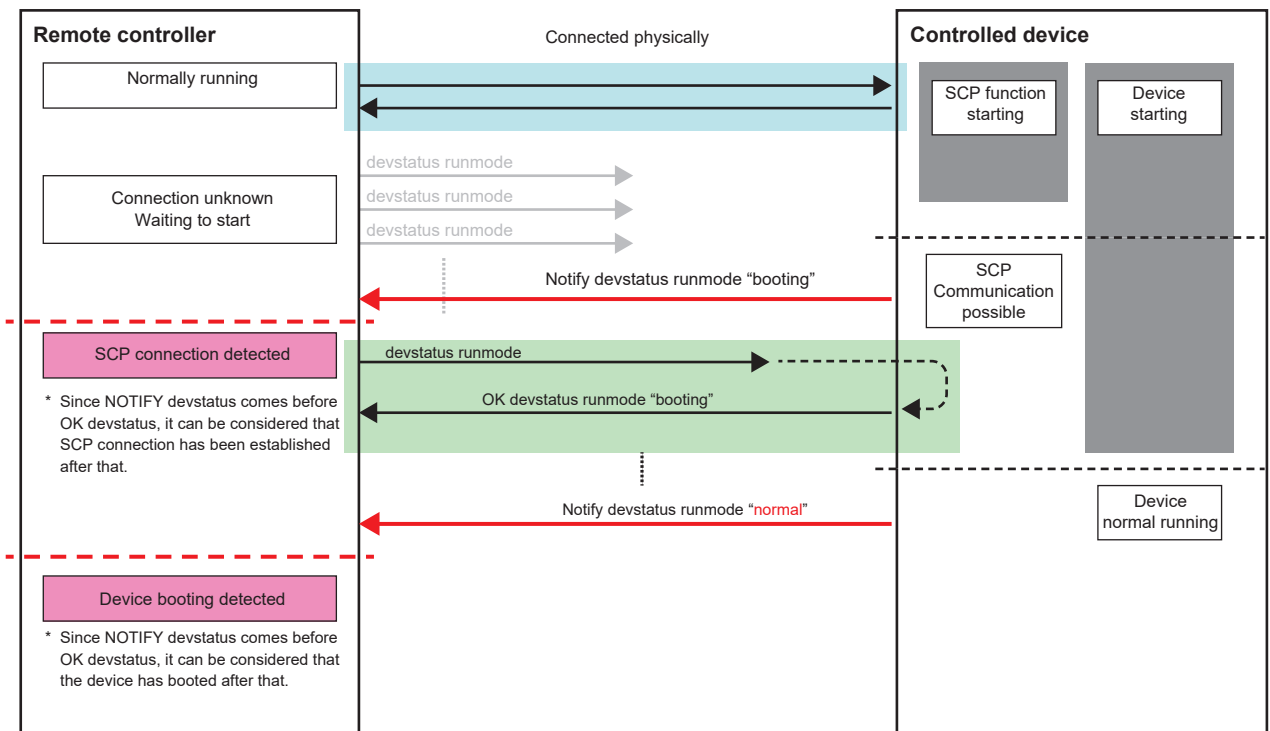 Remote controller
Connected physically
Controlled device
Normally running
SCP function
starting
Device
starting
devstatus runmode
devstatus runmode
devstatus runmode
Connection unknown
Waiting to start
Notify devstatus runmode “booting”
SCP
Communication
possible
SCP connection detected
devstatus runmode
* Since NOTIFY devstatus comes before
OK devstatus, it can be considered that
SCP connection has been established
after that.
OK devstatus runmode “booting”
Notify devstatus runmode “normal”
Device
normal running
Device booting detected
* Since NOTIFY devstatus comes before
OK devstatus, it can be considered that
the device has booted after that.